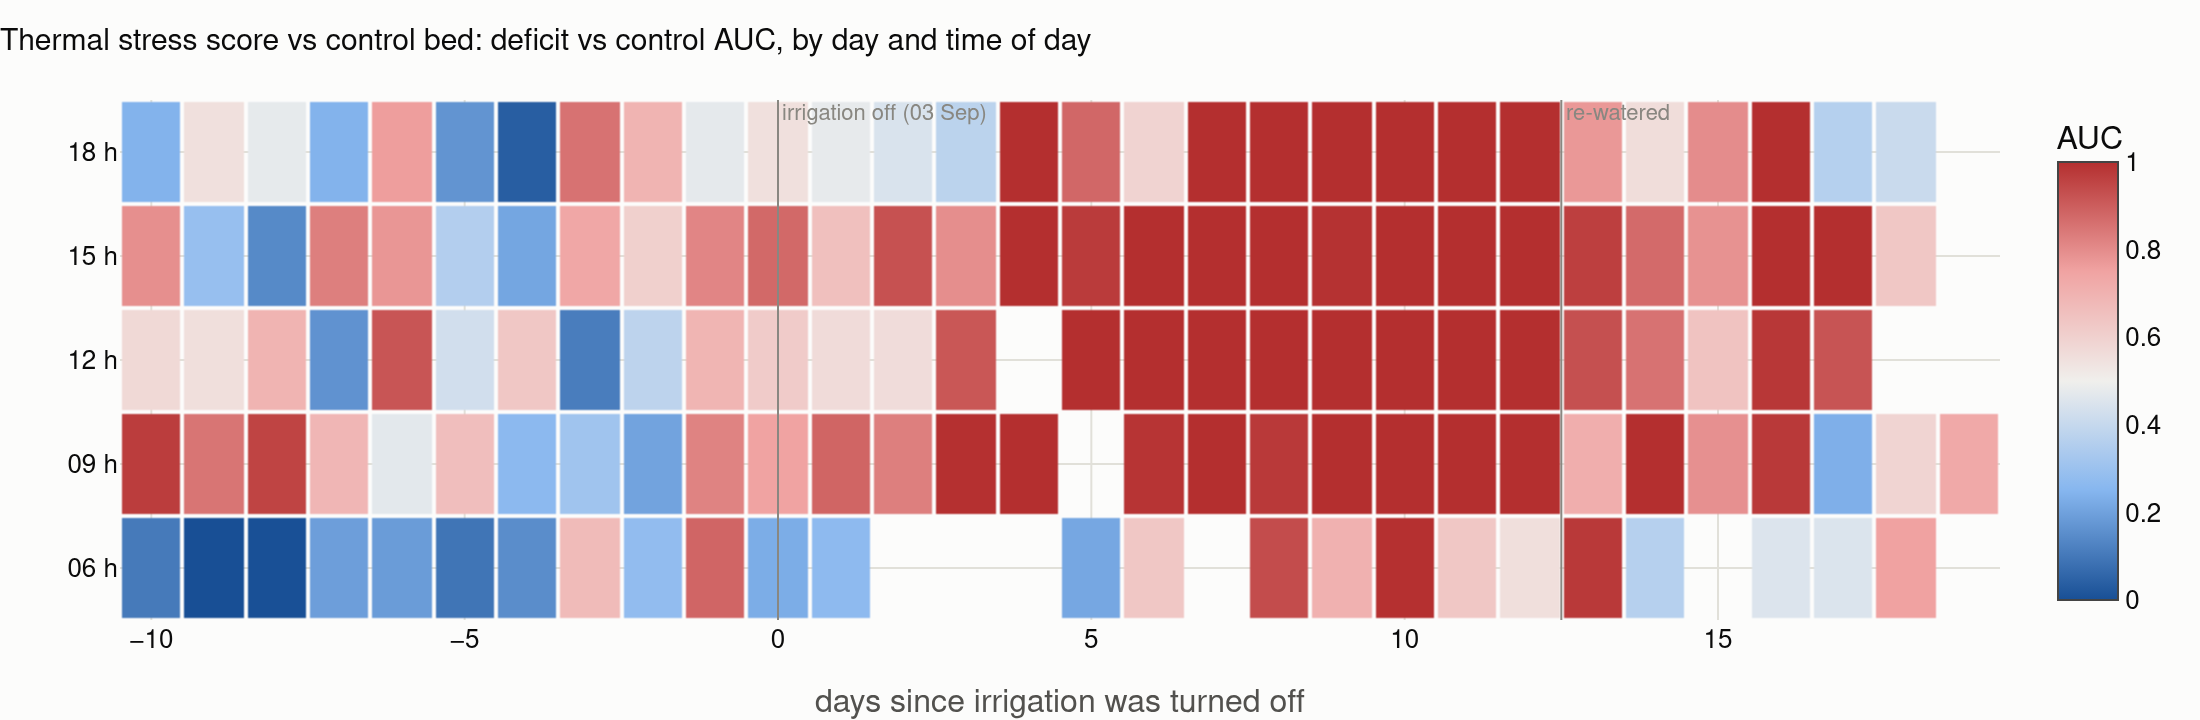 Thermal stress score vs control bed: deficit vs control AUC, by day and time of day
irrigation off (03 Sep)
re-watered
18 h
15 h
12 h
09 h
06 h
−10
−5
0
5
10
15
days since irrigation was turned off
AUC
1
0.8
0.6
0.4
0.2
0